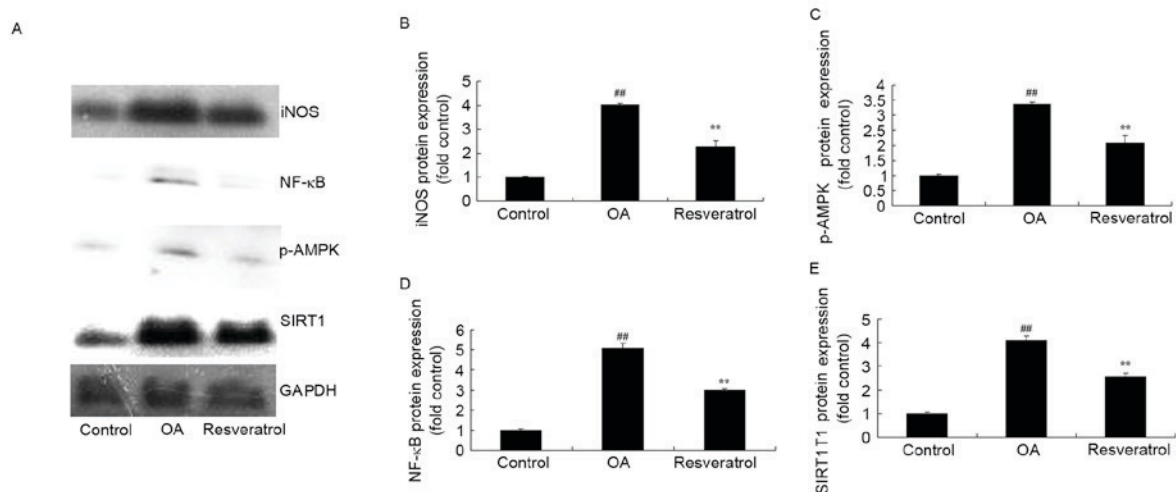 A
iNOS
NF-κB
p-AMPK
SIRT1
GAPDH
Control OA Resveratrol
B
iNOS protein expression
(fold control)
5
4
3
2
1
0
##
**
Control OA Resveratrol
C
p-AMPK protein expression
(fold control)
4
3.5
3
2.5
2
1.5
1
0.5
##
**
Control OA Resveratrol
D
NF-κB protein expression
(fold control)
6
5
4
3
2
1
0
##
**
Control OA Resveratrol
E
SIRT1T1 protein expression
(fold control)
5
4
3
2
1
0
##
**
Control OA Resveratrol